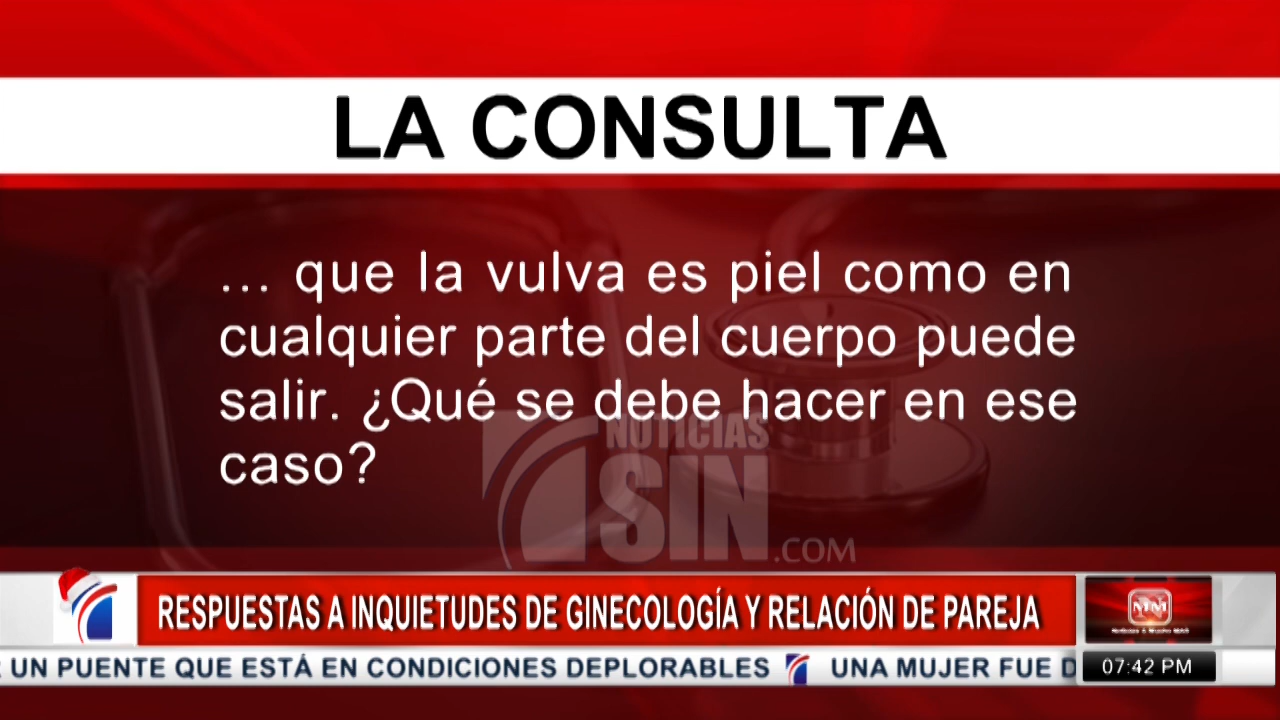 LA CONSULTA
... que la vulva es piel como en
cualquier parte del cuerpo puede
salir. ¿Qué se debe hacer en ese
caso?
NOTICIAS
SIN
.COM
RESPUESTAS A INQUIETUDES DE GINECOLOGÍA Y RELACIÓN DE PAREJA
MM
UN PUENTE QUE ESTÁ EN CONDICIONES DEPLORABLES UNA MUJER FUE
07:42 PM